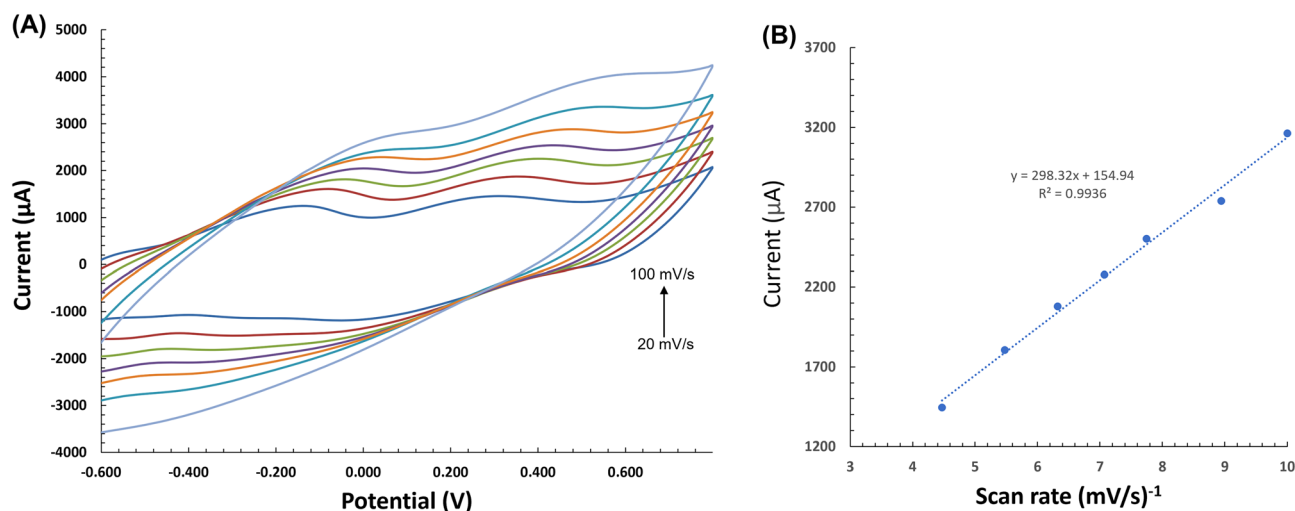 (A)
5000
4000
3000
2000
1000
0
-1000
-2000
-3000
-4000
Current (µA)
-0.600
-0.400
-0.200
0.000
0.200
0.400
0.600
Potential (V)
100 mV/s
20 mV/s
(B)
3700
3200
2700
2200
1700
1200
Current (µA)
y = 298.32x + 154.94
R² = 0.9936
3 4 5 6 7 8 9 10
Scan rate (mV/s)⁻¹